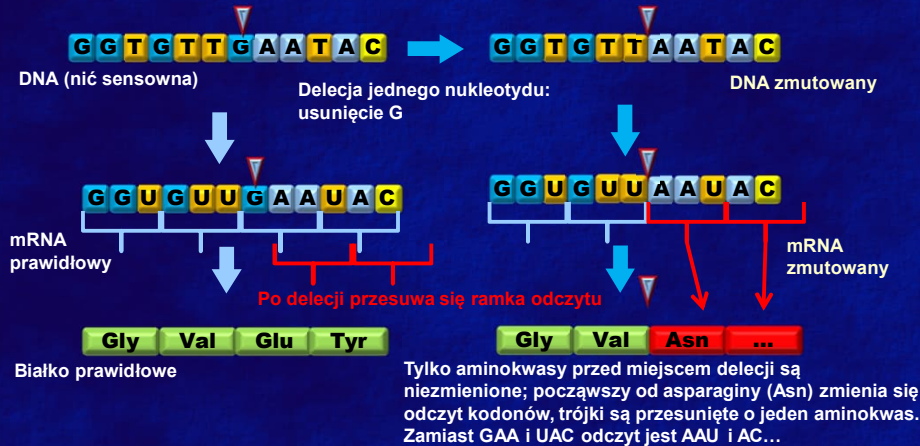 GGTGTTGAATAC
GGTGTTAATAC
DNA (nić sensowna)
Delecja jednego nukleotydu:
usunięcie G
DNA zmutowany
GGUGUUGAAUAC
GGUGUUAAUAC
mRNA
prawidłowy
mRNA
zmutowany
Po delecji przesuwa się ramka odczytu
Gly Val Glu Tyr
Gly Val Asn ...
Białko prawidłowe
Tylko aminokwasy przed miejscem delecji są
niezmienione; począwszy od asparaginy (Asn) zmienia się
odczyt kodonów, trójki są przesunięte o jeden aminokwas.
Zamiast GAA i UAC odczyt jest AAU i AC…